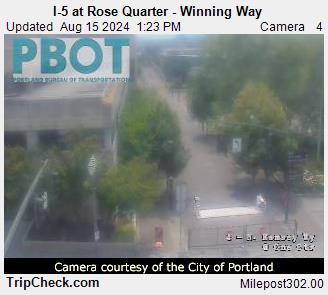 I-5 at Rose Quarter - Winning Way
Updated Aug 15 2024 1:23 PM Camera 4
PBOT
PORTLAND BUREAU OF TRANSPORTATION
Camera courtesy of the City of Portland
TripCheck.com Milepost302.00